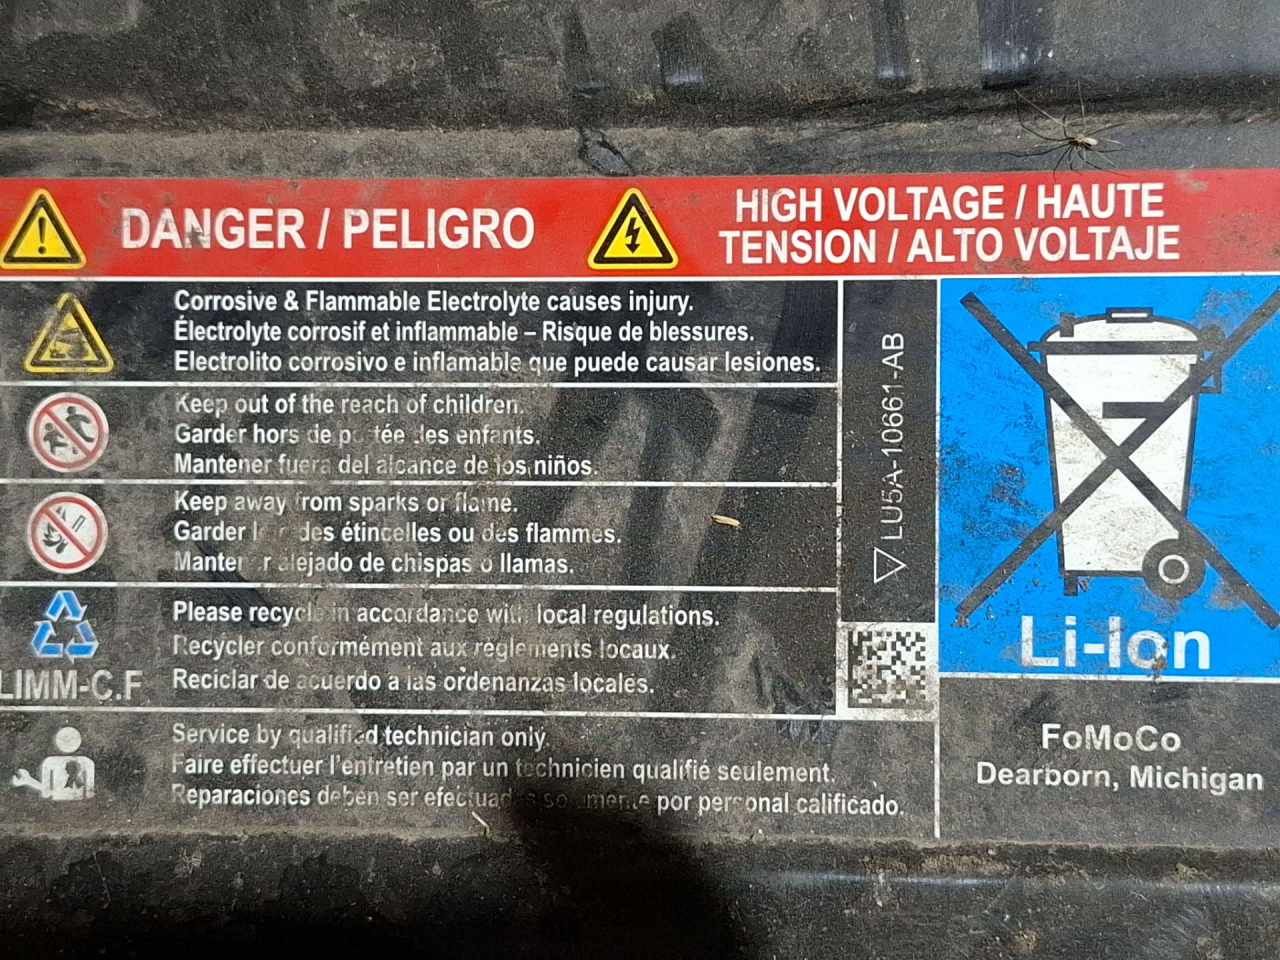 DANGER / PELIGRO
HIGH VOLTAGE / HAUTE
TENSION / ALTO VOLTAJE
Corrosive & Flammable Electrolyte causes injury.
Électrolyte corrosif et inflammable – Risque de blessures.
Electrolito corrosivo e inflamable que puede causar lesiones.
Keep out of the reach of children.
Garder hors de portée des enfants.
Mantener fuera del alcance de los niños.
Keep away from sparks or flame.
Garder des étincelles ou des flammes.
Mantener alejado de chispas o llamas.
Please recycle in accordance with local regulations.
Recycler conformément aux règlements locaux.
Reciclar de acuerdo a las ordenanzas locales.
LIMM-C.F
Service by qualified technician only.
Faire effectuer l'entretien par un technicien qualifié seulement.
Reparaciones deben ser efectuadas solamente por personal calificado.
LU5A-10661-AB
Li-Ion
FoMoCo
Dearborn, Michigan